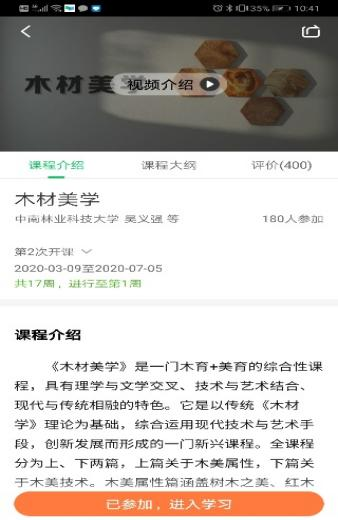 35% 10:41
木材美学
视频介绍
课程介绍 课程大纲 评价(400)
木材美学
中南林业科技大学 吴义强 等 180人参加
第2次开课
2020-03-09至2020-07-05
共17周，进行至第1周
课程介绍
《木材美学》是一门木育+美育的综合性课
程，具有理学与文学交叉、技术与艺术结合、
现代与传统相融的特色。它是以传统《木材
学》理论为基础，综合运用现代技术与艺术手
段，创新发展而形成的一门新兴课程。全课程
分为上、下两篇，上篇关于木美属性，下篇关
于木美技术。木美属性篇涵盖树木之美、红木
已参加，进入学习